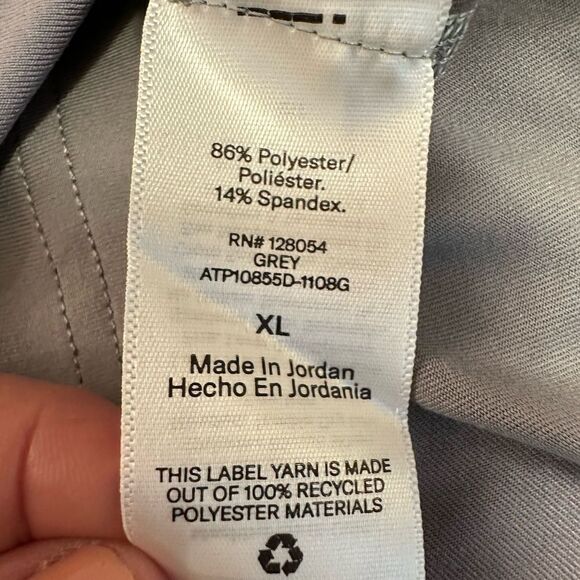 86% Polyester/
Poliéster.
14% Spandex.
RN# 128054
GREY
ATP10855D-1108G
XL
Made In Jordan
Hecho En Jordania
THIS LABEL YARN IS MADE
OUT OF 100% RECYCLED
POLYESTER MATERIALS